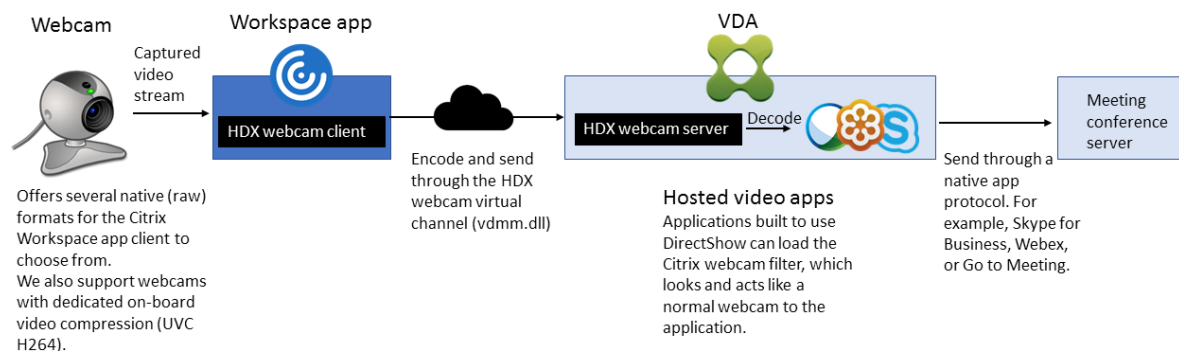 Webcam
Captured
video
stream
Offers several native (raw)
formats for the Citrix
Workspace app client to
choose from.
We also support webcams
with dedicated on-board
video compression (UVC
H264).
Workspace app
HDX webcam client
Encode and send
through the HDX
webcam virtual
channel (vdmm.dll)
VDA
HDX webcam server
Decode
S
Hosted video apps
Applications built to use
DirectShow can load the
Citrix webcam filter, which
looks and acts like a
normal webcam to the
application.
Send through a
native app
protocol. For
example, Skype for
Business, Webex,
or Go to Meeting.
Meeting
conference
server